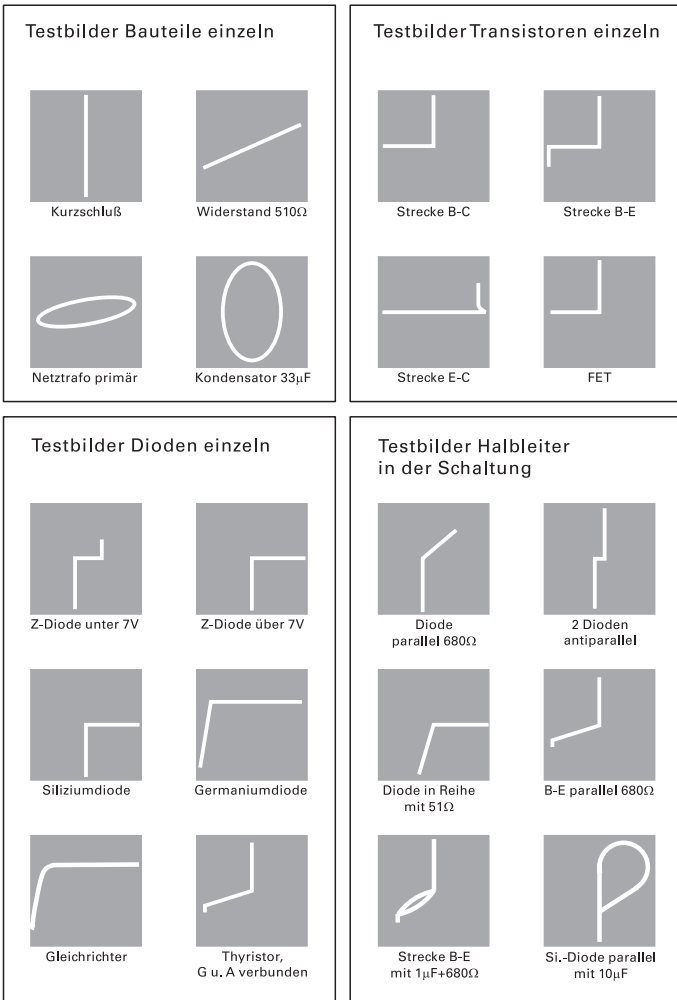 Testbilder Bauteile einzeln
Kurzschluß
Widerstand 510Ω
Netztrafo primär
Kondensator 33µF
Testbilder Transistoren einzeln
Strecke B-C
Strecke B-E
Strecke E-C
FET
Testbilder Dioden einzeln
Z-Diode unter 7V
Z-Diode über 7V
Siliziumdiode
Germaniumdiode
Gleichrichter
Thyristor,
G u. A verbunden
Testbilder Halbleiter
in der Schaltung
Diode
parallel 680Ω
2 Dioden
antiparallel
Diode in Reihe
mit 51Ω
B-E parallel 680Ω
Strecke B-E
mit 1µF+680Ω
Si.-Diode parallel
mit 10µF